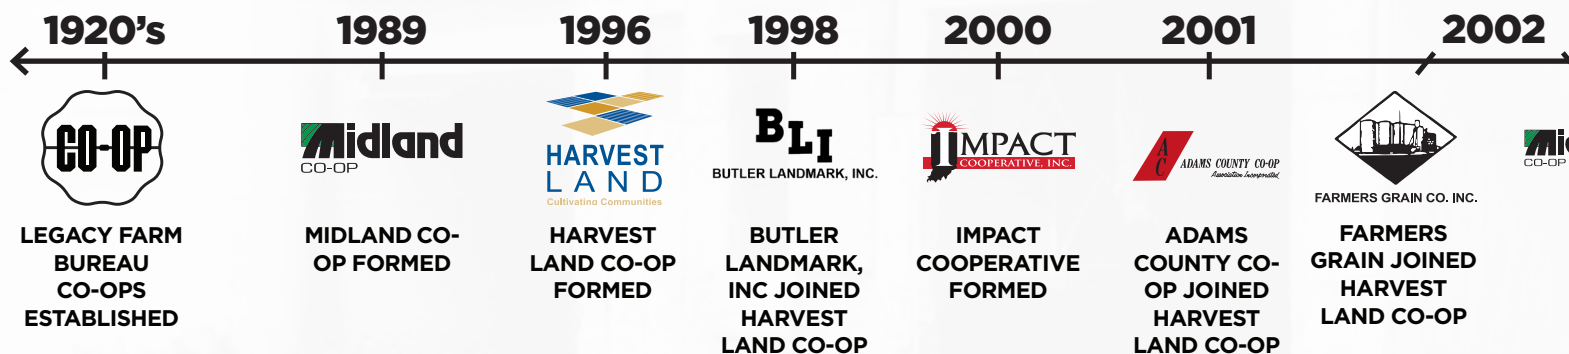 1920's
1989
1996
1998
2000
2001
2002
CO-OP
LEGACY FARM
BUREAU
CO-OPS
ESTABLISHED
Midland
CO-OP
MIDLAND CO-
OP FORMED
HARVEST
LAND
Cultivating Communities
HARVEST
LAND CO-OP
FORMED
BLI
BUTLER LANDMARK, INC.
BUTLER
LANDMARK,
INC JOINED
HARVEST
LAND CO-OP
IMPACT
COOPERATIVE, INC.
IMPACT
COOPERATIVE
FORMED
AC
ADAMS COUNTY CO-OP
Association Incorporated
ADAMS
COUNTY CO-
OP JOINED
HARVEST
LAND CO-OP
FARMERS GRAIN CO. INC.
FARMERS
GRAIN JOINED
HARVEST
LAND CO-OP
Mi
CO-OP